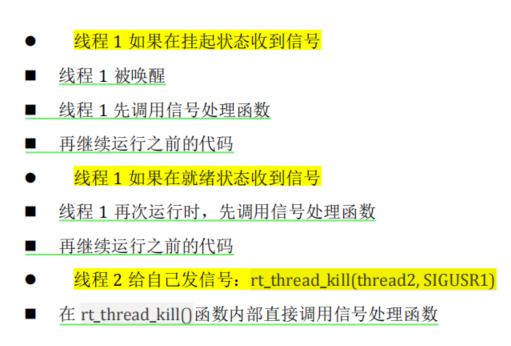 ● 线程 1 如果在挂起状态收到信号
■ 线程 1 被唤醒
■ 线程 1 先调用信号处理函数
■ 再继续运行之前的代码
● 线程 1 如果在就绪状态收到信号
■ 线程 1 再次运行时，先调用信号处理函数
■ 再继续运行之前的代码
● 线程 2 给自己发信号：rt_thread_kill(thread2, SIGUSR1)
■ 在 rt_thread_kill()函数内部直接调用信号处理函数